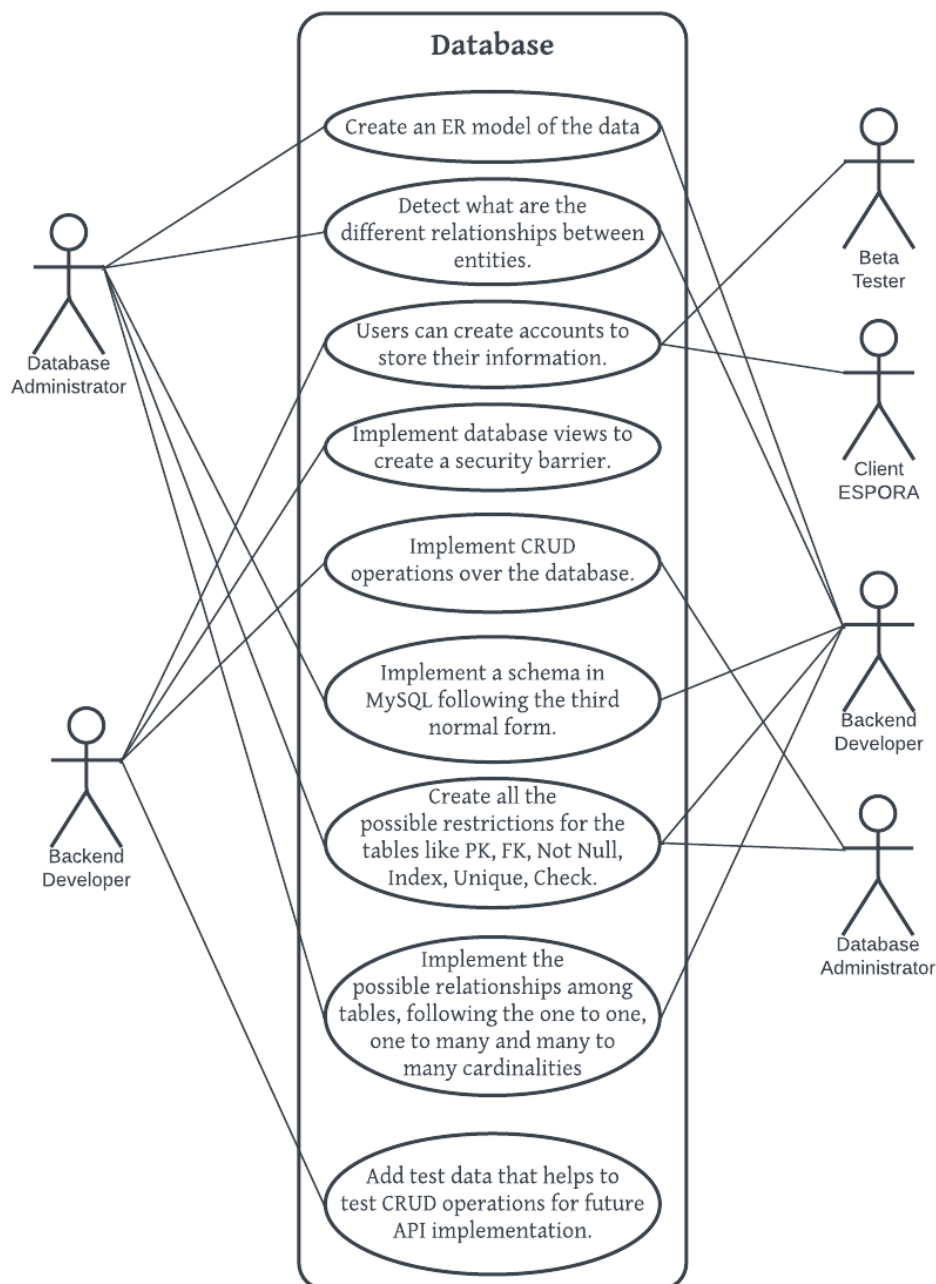 Database
Create an ER model of the data
Detect what are the
different relationships between
entities.
Users can create accounts to
store their information.
Implement database views to
create a security barrier.
Implement CRUD
operations over the database.
Implement a schema in
MySQL following the third
normal form.
Create all the
possible restrictions for the
tables like PK, FK, Not Null,
Index, Unique, Check.
Implement the
possible relationships among
tables, following the one to one,
one to many and many to
many cardinalities
Add test data that helps to
test CRUD operations for future
API implementation.
Database
Administrator
Backend
Developer
Beta
Tester
Client
ESPORA
Backend
Developer
Database
Administrator